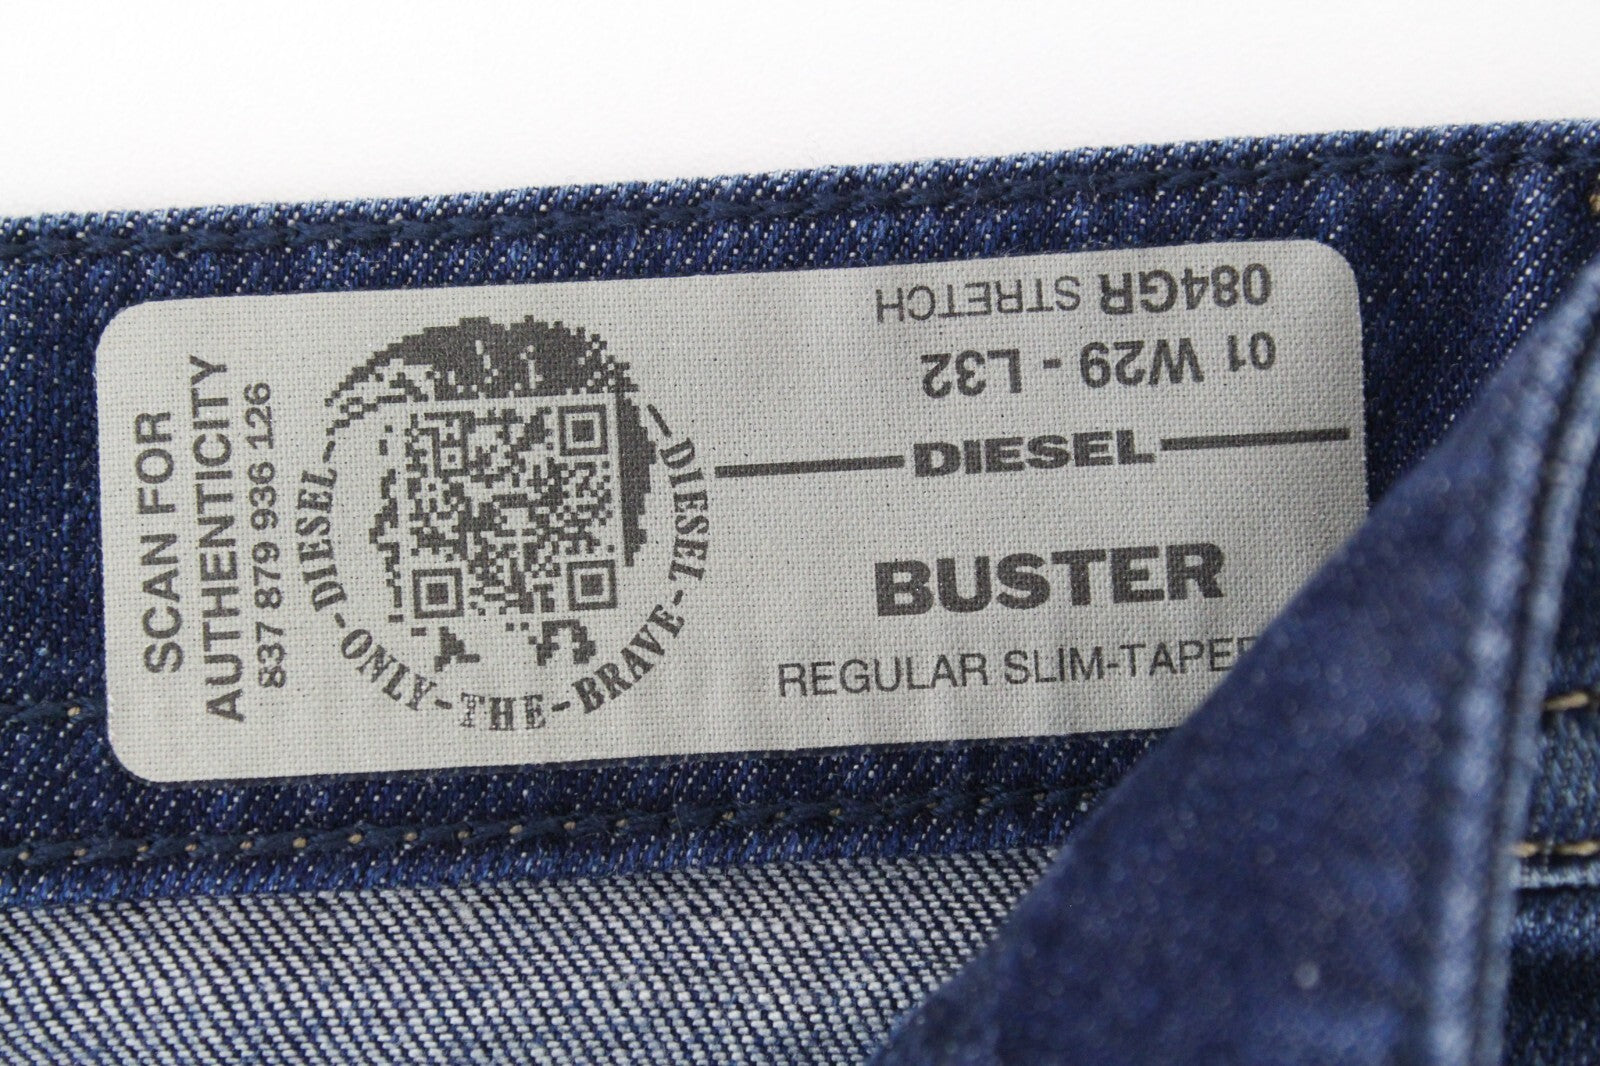 SCAN FOR
AUTHENTICITY
837 879 936 126
DIESEL-ONLY-THE-BRAVE-DIESEL
084GR STRETCH
01 W29 - L32
DIESEL
BUSTER
REGULAR SLIM-TAPER